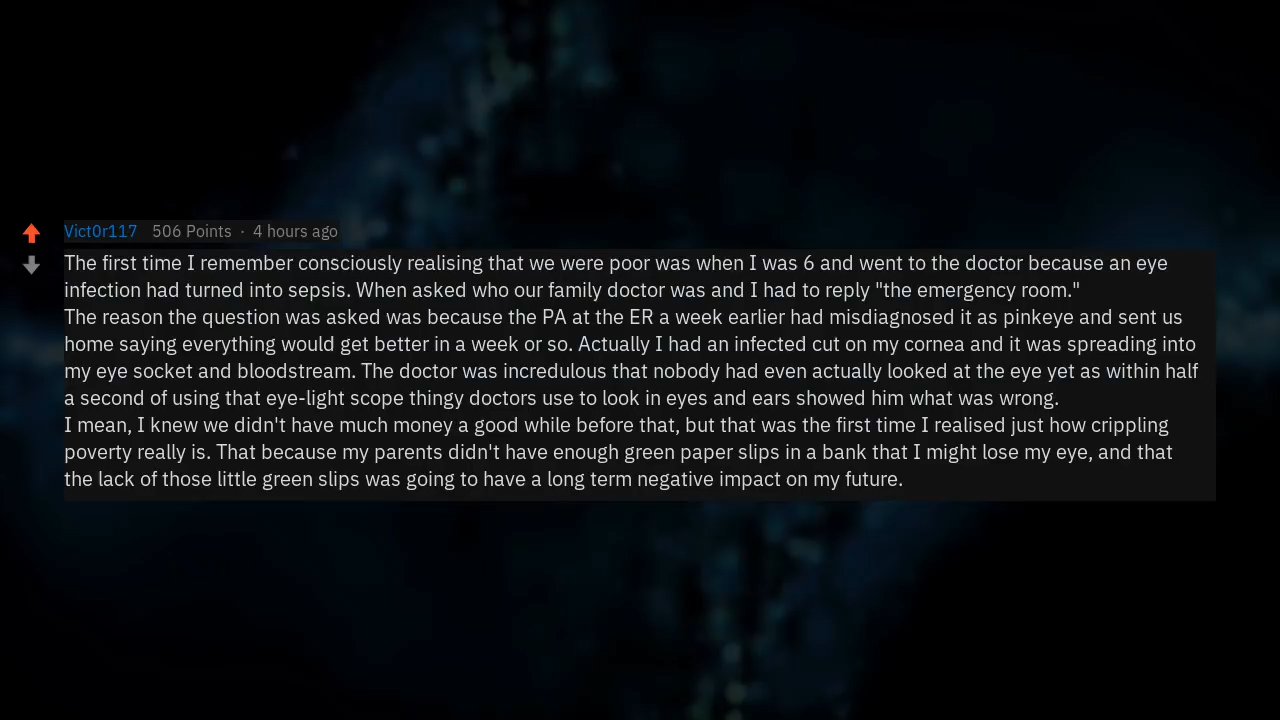 Vict0r117 506 Points · 4 hours ago
The first time I remember consciously realising that we were poor was when I was 6 and went to the doctor because an eye
infection had turned into sepsis. When asked who our family doctor was and I had to reply "the emergency room."
The reason the question was asked was because the PA at the ER a week earlier had misdiagnosed it as pinkeye and sent us
home saying everything would get better in a week or so. Actually I had an infected cut on my cornea and it was spreading into
my eye socket and bloodstream. The doctor was incredulous that nobody had even actually looked at the eye yet as within half
a second of using that eye-light scope thingy doctors use to look in eyes and ears showed him what was wrong.
I mean, I knew we didn't have much money a good while before that, but that was the first time I realised just how crippling
poverty really is. That because my parents didn't have enough green paper slips in a bank that I might lose my eye, and that
the lack of those little green slips was going to have a long term negative impact on my future.